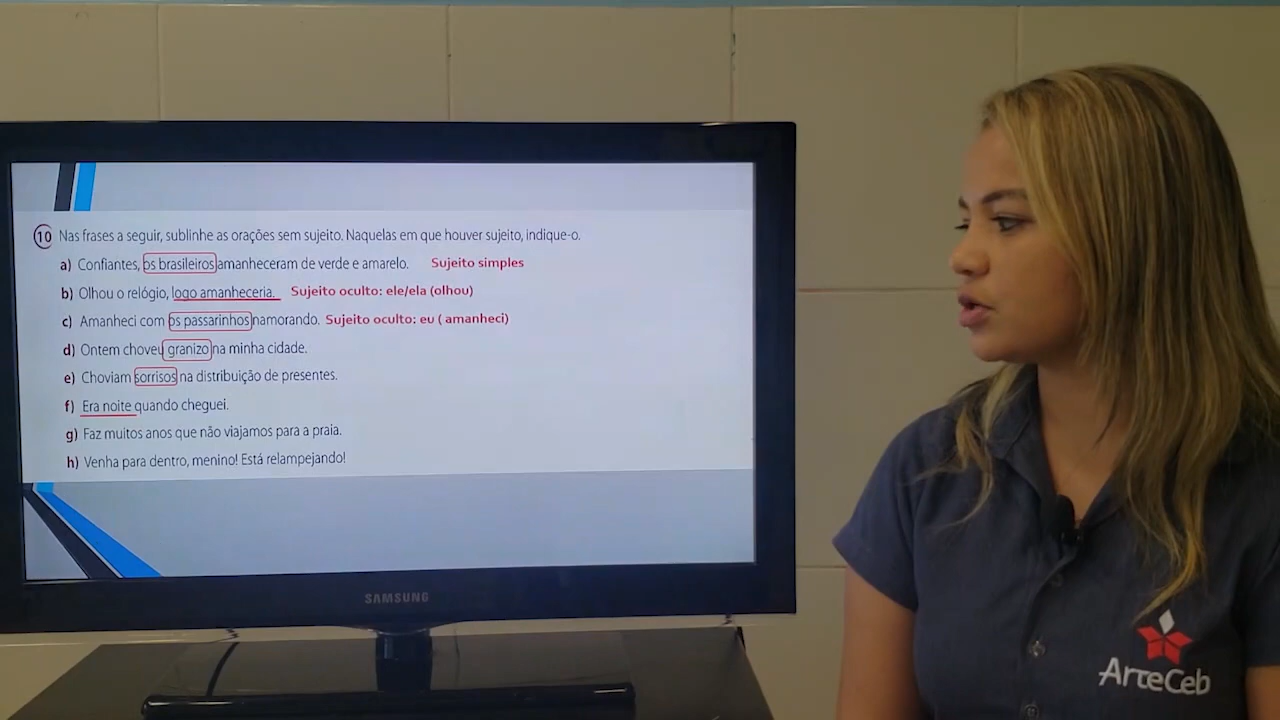 10 Nas frases a seguir, sublinhe as orações sem sujeito. Naquelas em que houver sujeito, indique-o.
a) Confiantes, os brasileiros amanheceram de verde e amarelo. Sujeito simples
b) Olhou o relógio, logo amanheceria. Sujeito oculto: ele/ela (olhou)
c) Amanheci com os passarinhos namorando. Sujeito oculto: eu ( amanheci)
d) Ontem choveu granizo na minha cidade.
e) Choviam sorrisos na distribuição de presentes.
f) Era noite quando cheguei.
g) Faz muitos anos que não viajamos para a praia.
h) Venha para dentro, menino! Está relampejando!
SAMSUNG
ArteCeb